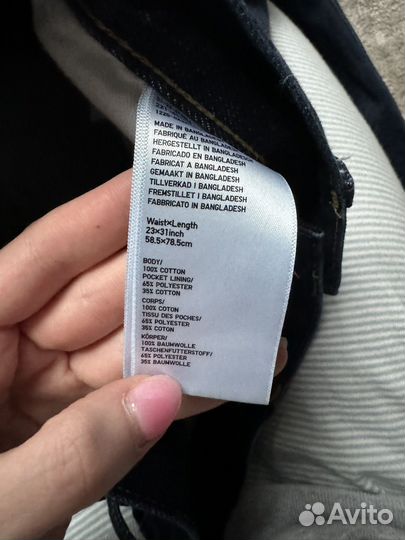 MADE IN BANGLADESH
FABRIQUÉ AU BANGLADESH
HERGESTELLT IN BANGLADESH
FABRICADO EN BANGLADESH
FABRICAT A BANGLADESH
GEMAAKT IN BANGLADESH
TILLVERKAD I BANGLADESH
FREMSTILLET I BANGLADESH
FABBRICATO IN BANGLADESH
Waist×Length
23×31inch
58.5×78.5cm
BODY/
100% COTTON
POCKET LINING/
65% POLYESTER
35% COTTON
CORPS/
100% COTON
TISSU DES POCHES/
65% POLYESTER
35% COTON
KÖRPER/
100% BAUMWOLLE
TASCHENFUTTERSTOFF/
65% POLYESTER
35% BAUMWOLLE
Avito